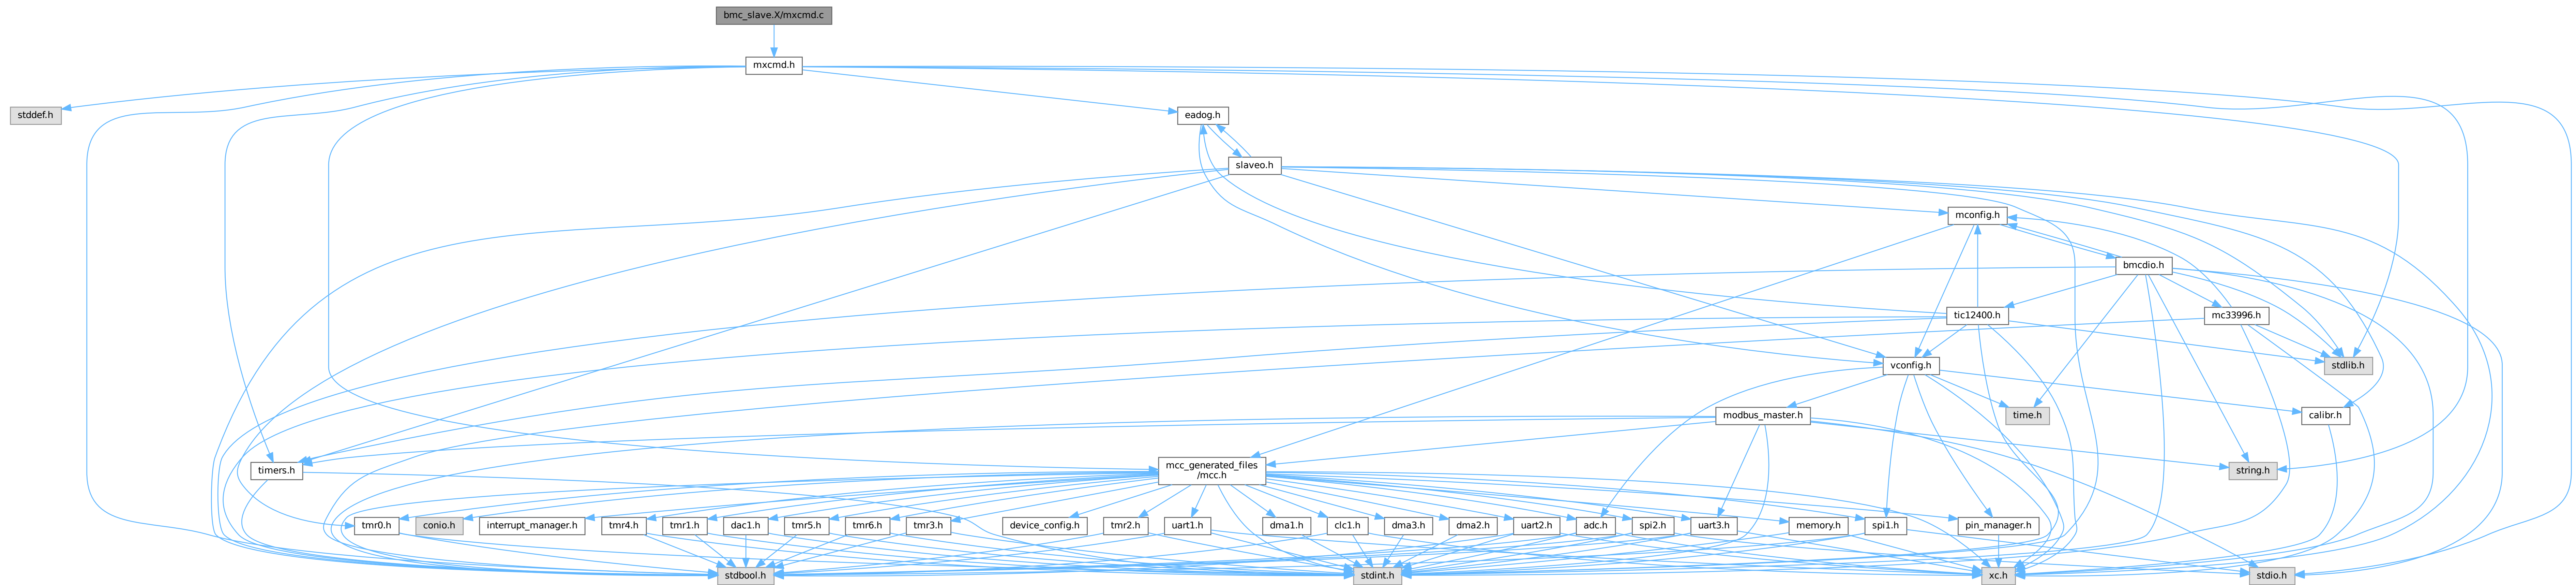 bmc_slave.X/mxcmd.c
mxcmd.h
stddef.h
eadog.h
slaveo.h
mconfig.h
bmcdio.h
tic12400.h
mc33996.h
vconfig.h
stdlib.h
modbus_master.h
time.h
calibr.h
timers.h
mcc_generated_files
/mcc.h
string.h
tmr0.h
conio.h
interrupt_manager.h
tmr4.h
tmr1.h
dac1.h
tmr5.h
tmr6.h
tmr3.h
device_config.h
tmr2.h
uart1.h
dma1.h
clc1.h
dma3.h
dma2.h
uart2.h
adc.h
spi2.h
uart3.h
memory.h
spi1.h
pin_manager.h
stdbool.h
stdint.h
xc.h
stdio.h